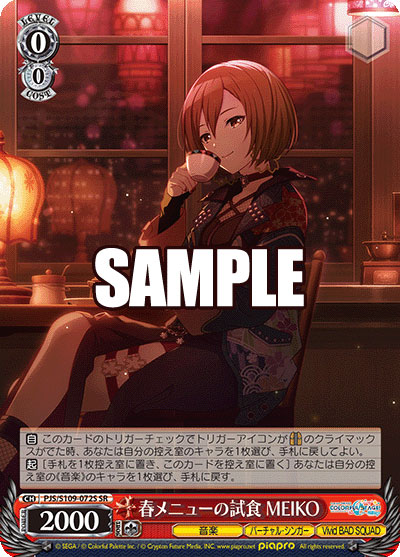 LEVEL
0
0
COST
SAMPLE
自 このカードのトリガーチェックでトリガーアイコンがのクライマックスがでた時、あなたは自分の控え室のキャラを1枚選び、手札に戻してよい。
起［手札を1枚控え室に置き、このカードを控え室に置く］あなたは自分の控え室の《音楽》のキャラを1枚選び、手札に戻す。
CH PJS/S109-072S SR
春メニューの試食 MEIKO
COLORFUL STAGE!
2000
音楽 バーチャル・シンガー Vivid BAD SQUAD
© SEGA / © Colorful Palette Inc. / © Crypton Future Media, INC. www.piapro.net piapro All rights reserved.